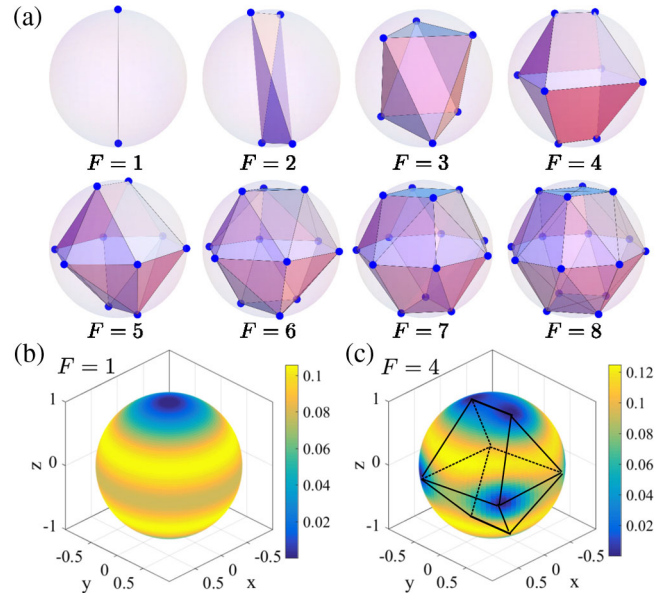 (a)
F = 1 F = 2 F = 3 F = 4
F = 5 F = 6 F = 7 F = 8
(b) F = 1 (c) F = 4
1 0.1 1 0.12
0.08 0.10
0.08
z 0 0.06 z 0 0.06
0.04 0.04
0.02 0.02
-1 -1
-0.5 -0.5 -0.5 -0.5
0 0 0 0
y 0.5 0.5 x y 0.5 0.5 x